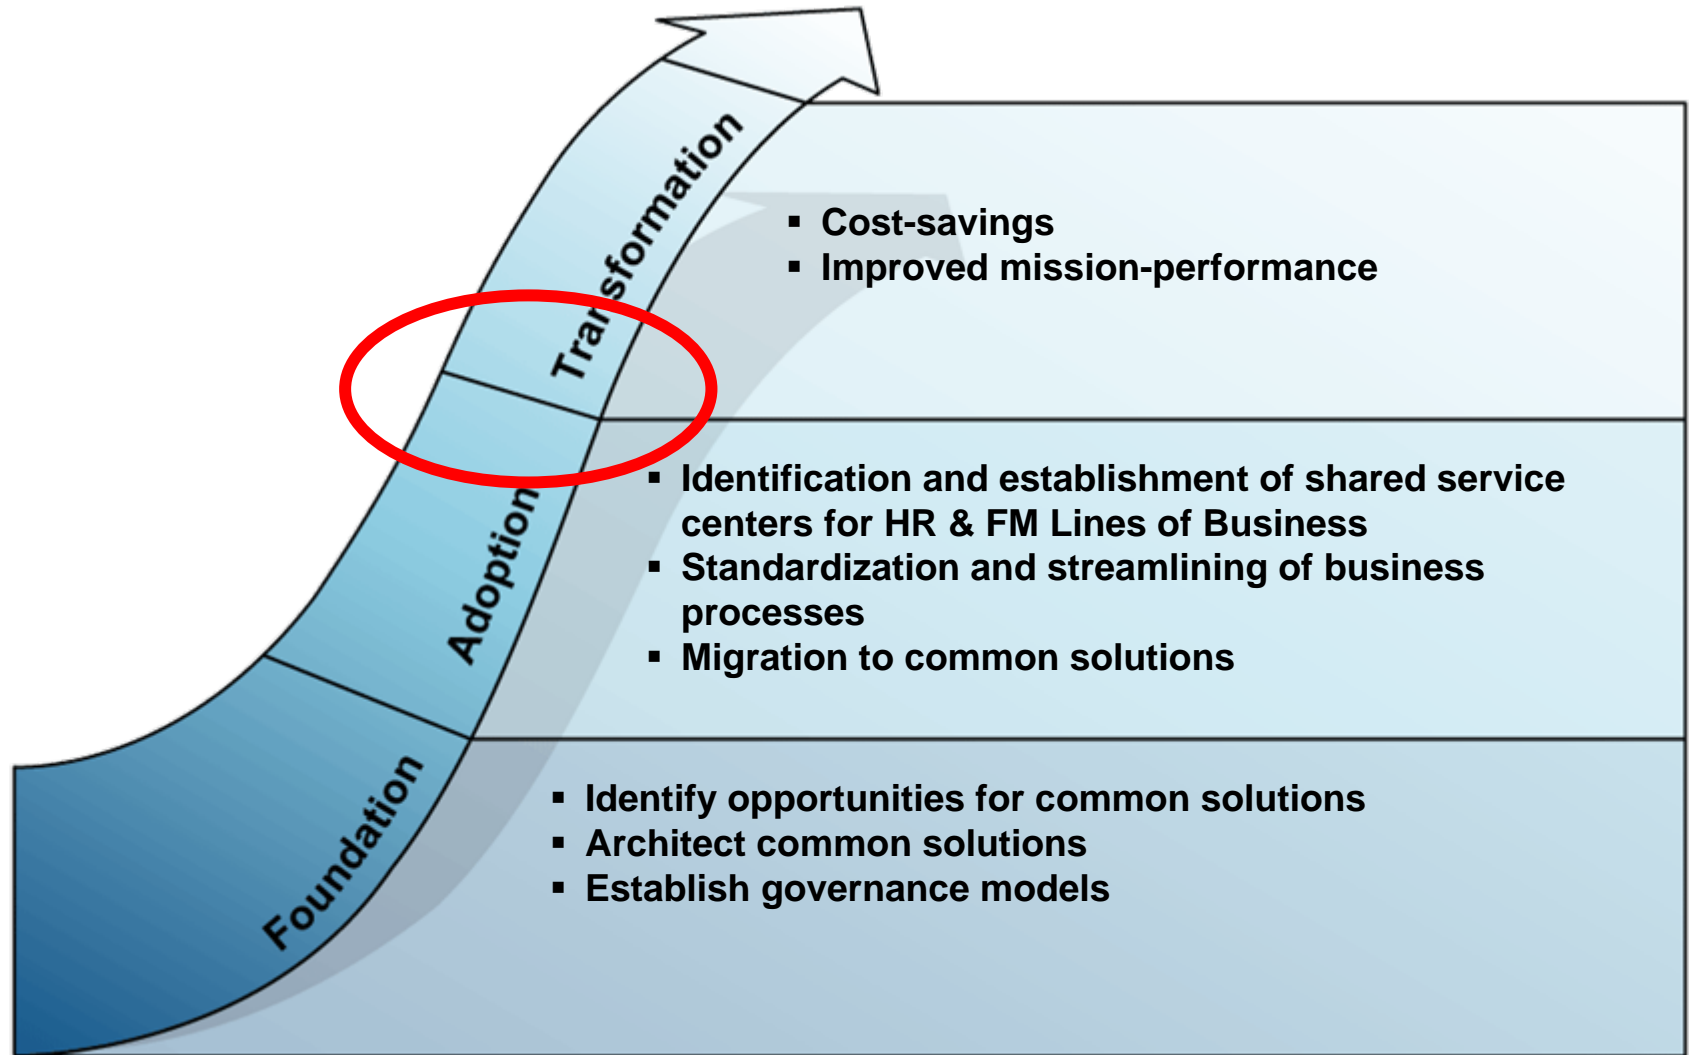 Transformation
▪ Cost-savings
▪ Improved mission-performance
Adoption
▪ Identification and establishment of shared service
centers for HR & FM Lines of Business
▪ Standardization and streamlining of business
processes
▪ Migration to common solutions
Foundation
▪ Identify opportunities for common solutions
▪ Architect common solutions
▪ Establish governance models